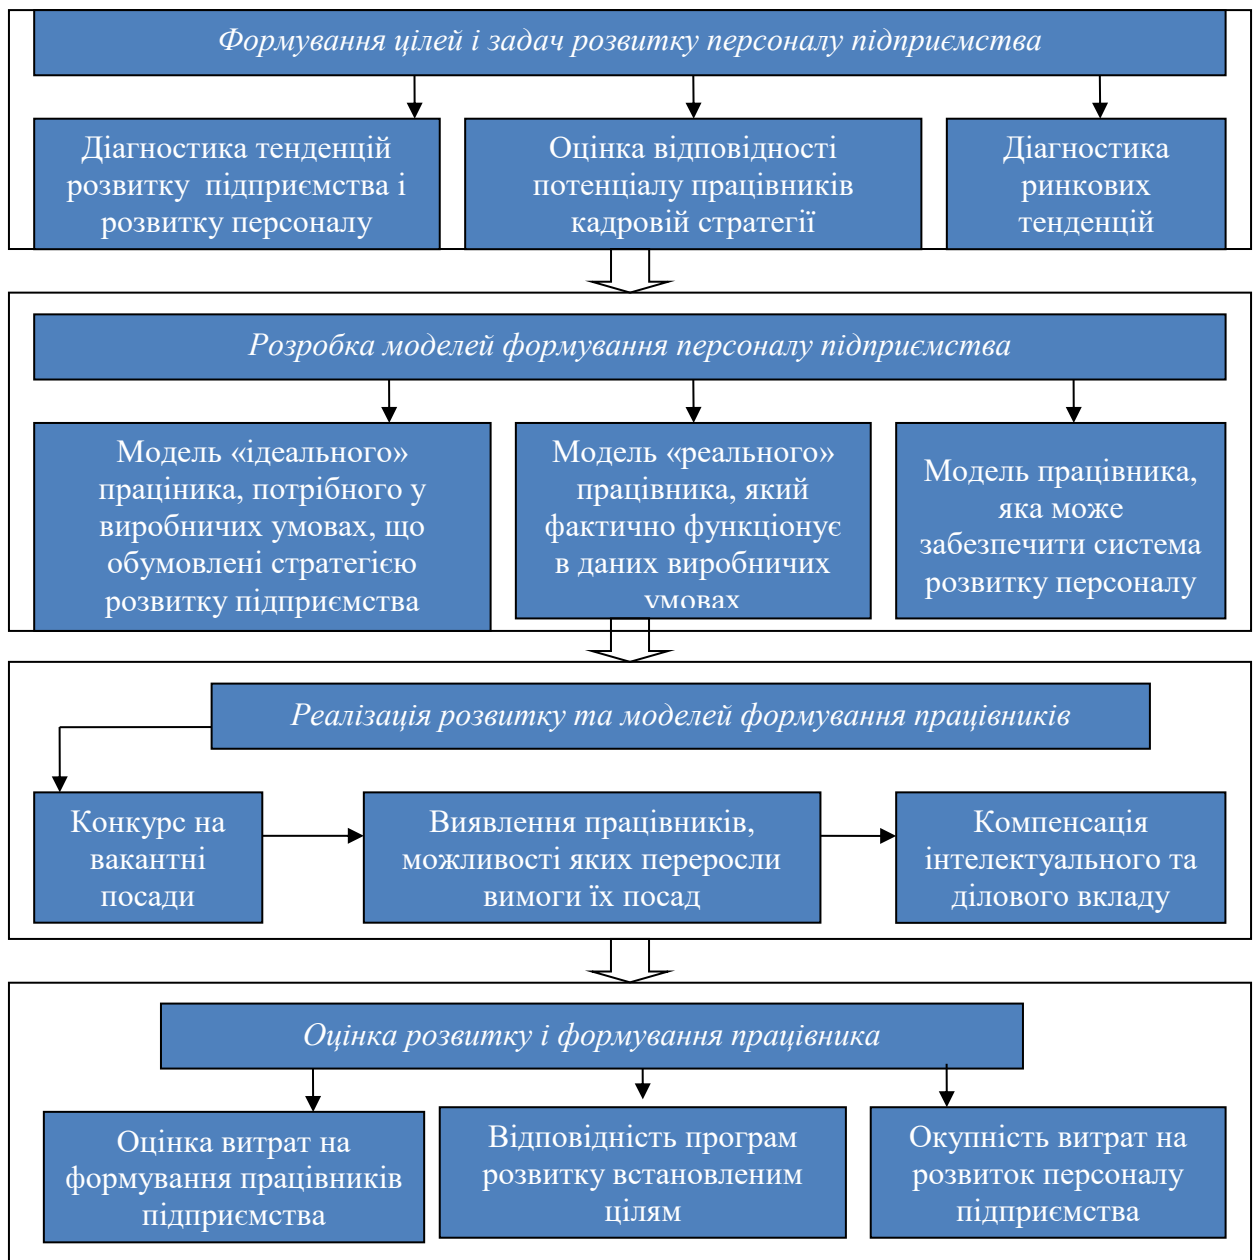 Формування цілей і задач розвитку персоналу підприємства
Діагностика тенденцій
розвитку підприємства і
розвитку персоналу
Оцінка відповідності
потенціалу працівників
кадровій стратегії
Діагностика
ринкових
тенденцій
Розробка моделей формування персоналу підприємства
Модель «ідеального»
праціника, потрібного у
виробничих умовах, що
обумовлені стратегією
розвитку підприємства
Модель «реального»
працівника, який
фактично функціонує
в даних виробничих
умовах
Модель працівника,
яка може
забезпечити система
розвитку персоналу
Реалізація розвитку та моделей формування працівників
Конкурс на
вакантні
посади
Виявлення працівників,
можливості яких переросли
вимоги їх посад
Компенсація
інтелектуального та
ділового вкладу
Оцінка розвитку і формування працівника
Оцінка витрат на
формування працівників
підприємства
Відповідність програм
розвитку встановленим
цілям
Окупність витрат на
розвиток персоналу
підприємства